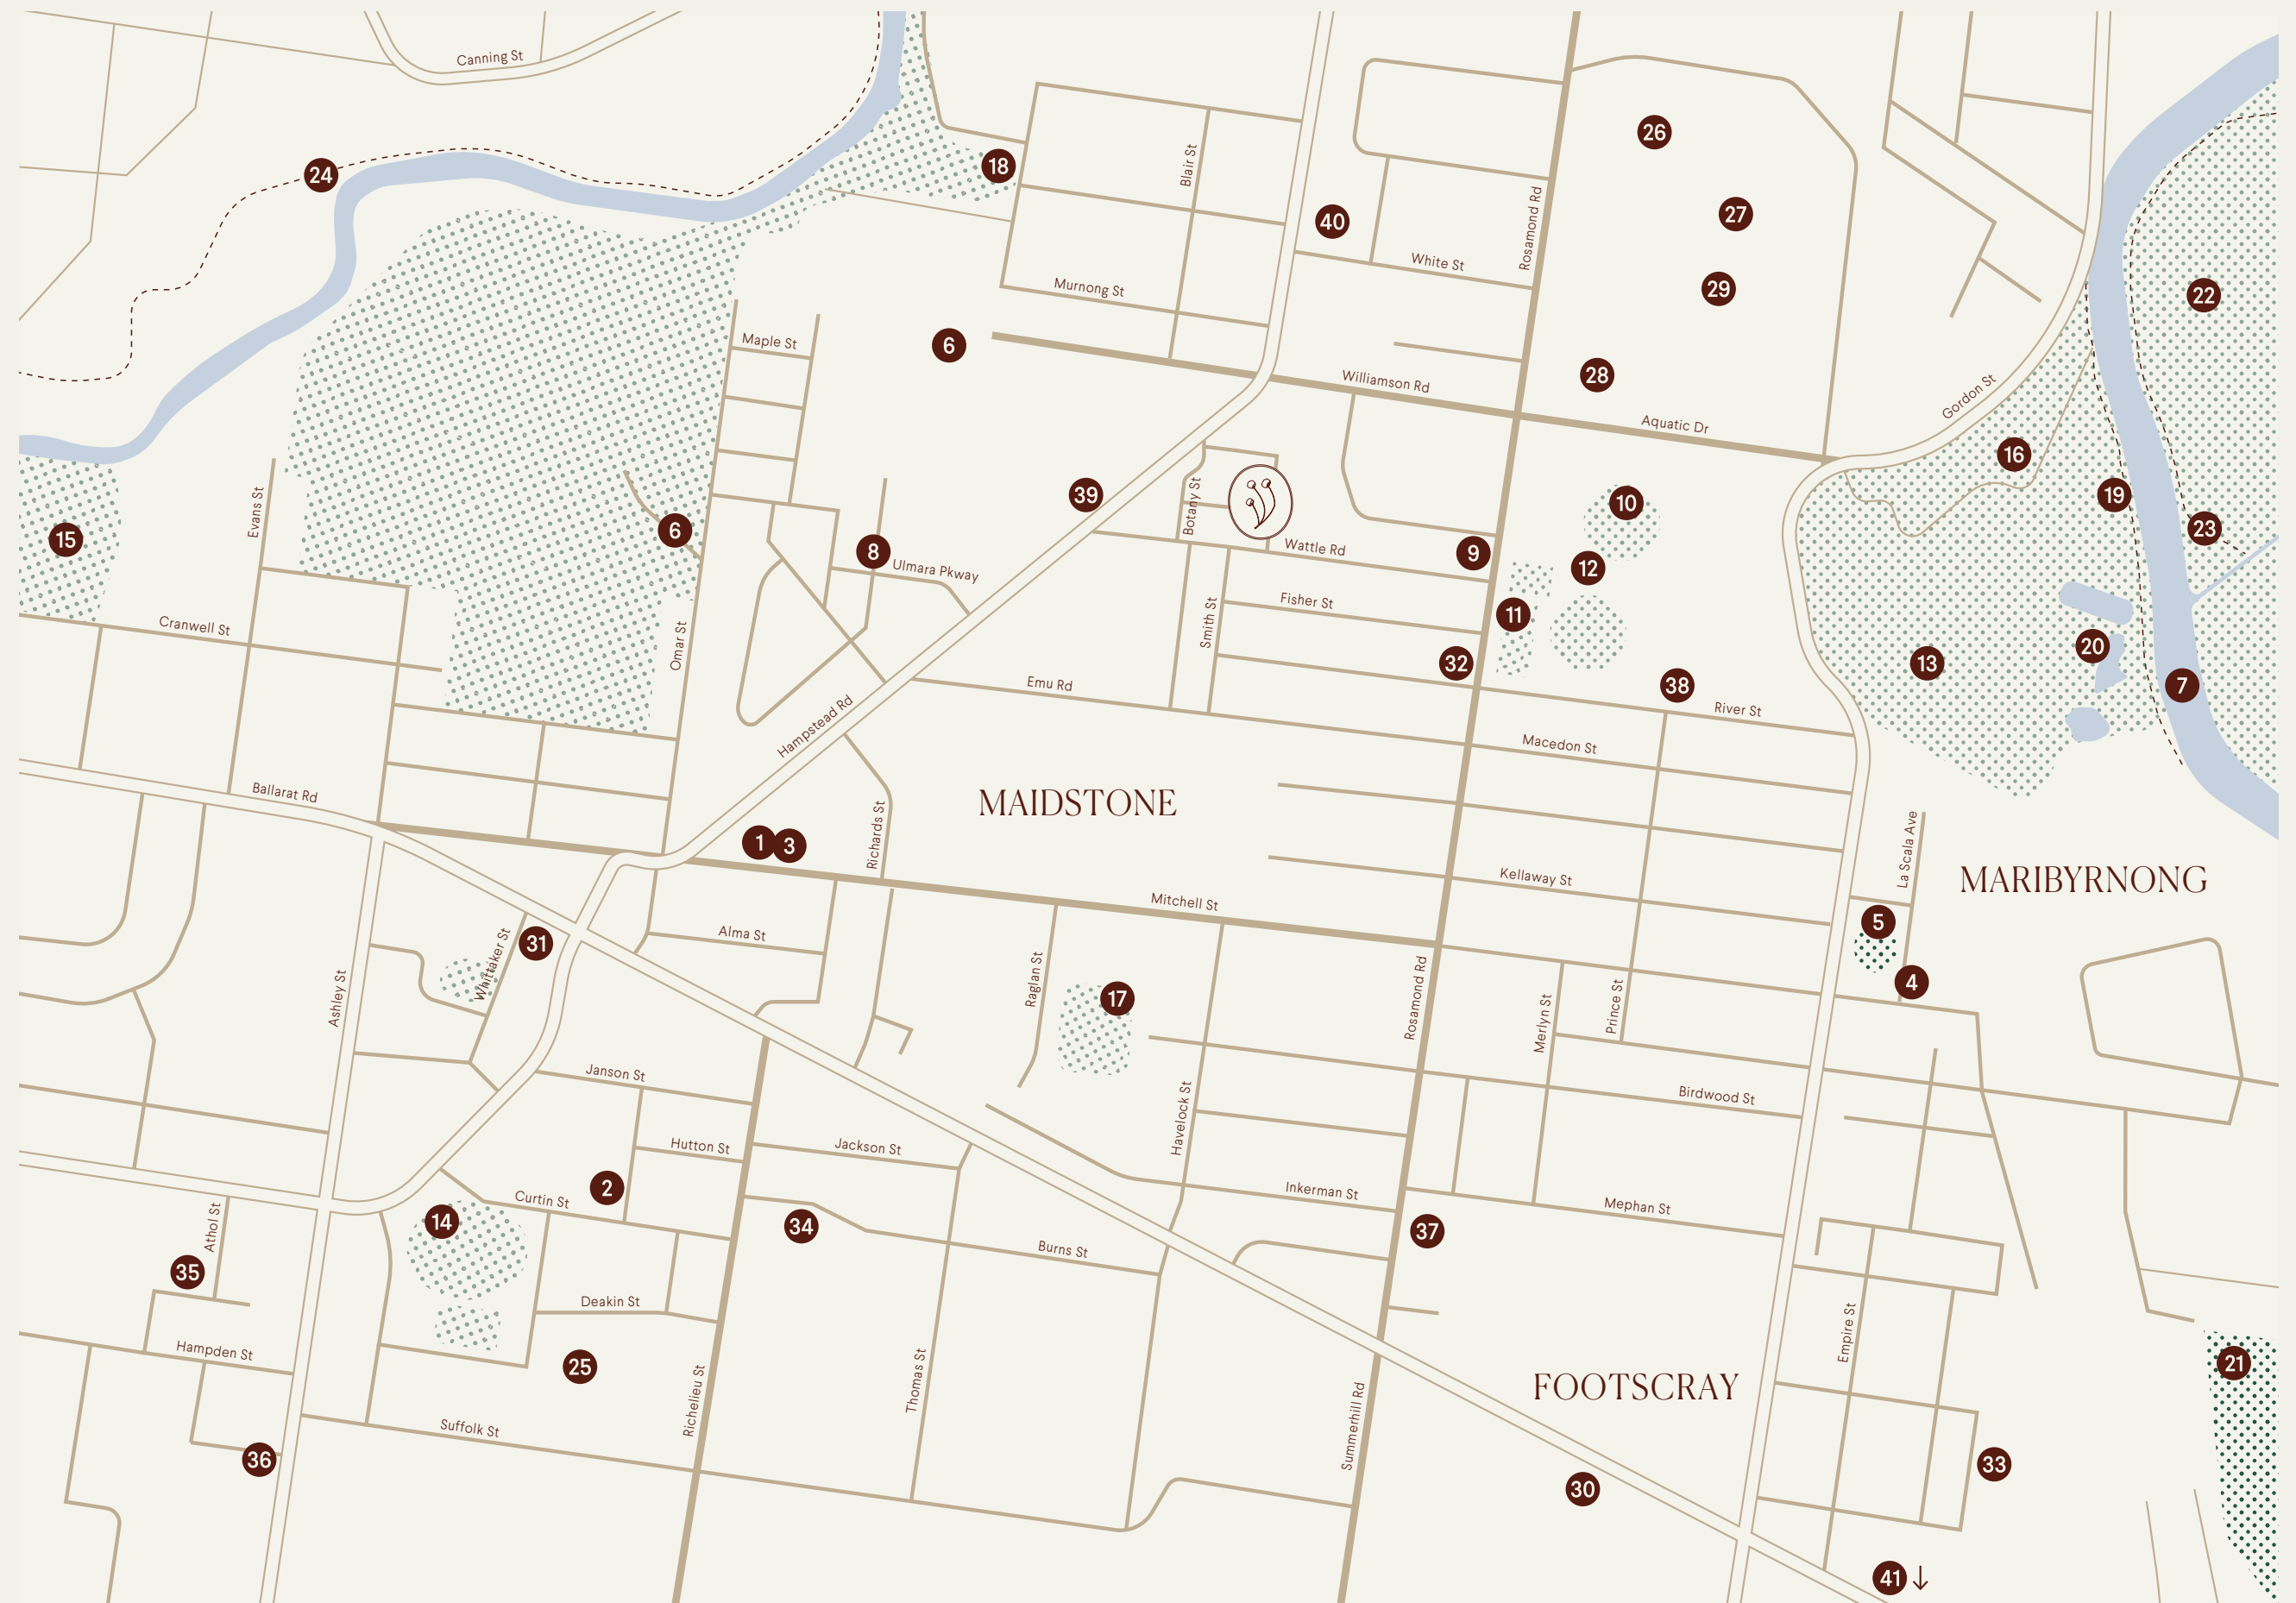 Canning St
24
18
Blair St
26
27
40
Rosamond Rd
White St
29
22
Murnong St
6
Maple St
28
Williamson Rd
Gordon St
Aquatic Dr
16
39
Botany St
19
10
Evans St
6
15
8
Ulmara Pkway
Wattle Rd
9
12
23
Fisher St
11
Smith St
Cranwell St
Omar St
32
13
20
38
7
Emu Rd
River St
Hampstead Rd
Macedon St
Ballarat Rd
MAIDSTONE
Richards St
1
3
La Scala Ave
Kellaway St
MARIBYRNONG
Mitchell St
5
Alma St
31
Whittaker St
Raglan St
4
Ashley St
17
Rosamond Rd
Merlyn St
Prince St
Janson St
Birdwood St
Havelock St
Hutton St
Jackson St
2
Inkerman St
Curtin St
Mephan St
14
34
37
Athol St
Burns St
35
Deakin St
Empire St
Hampden St
25
21
Thomas St
FOOTSCRAY
Richelieu St
Summerhill Rd
Suffolk St
36
33
30
41 ↓